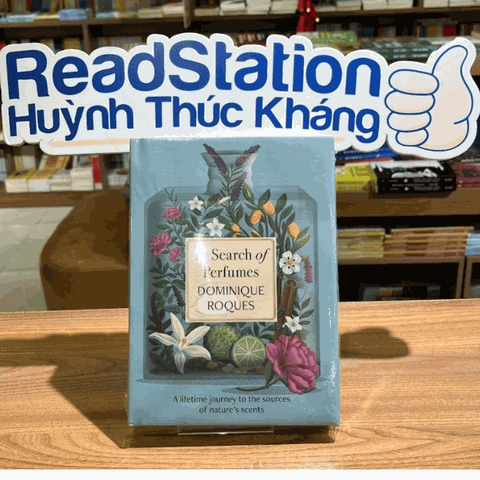 ReadStation
Huỳnh Thúc Kháng
Search of
Perfumes
DOMINIQUE
ROQUES
A lifetime journey to the sources
of nature's scents